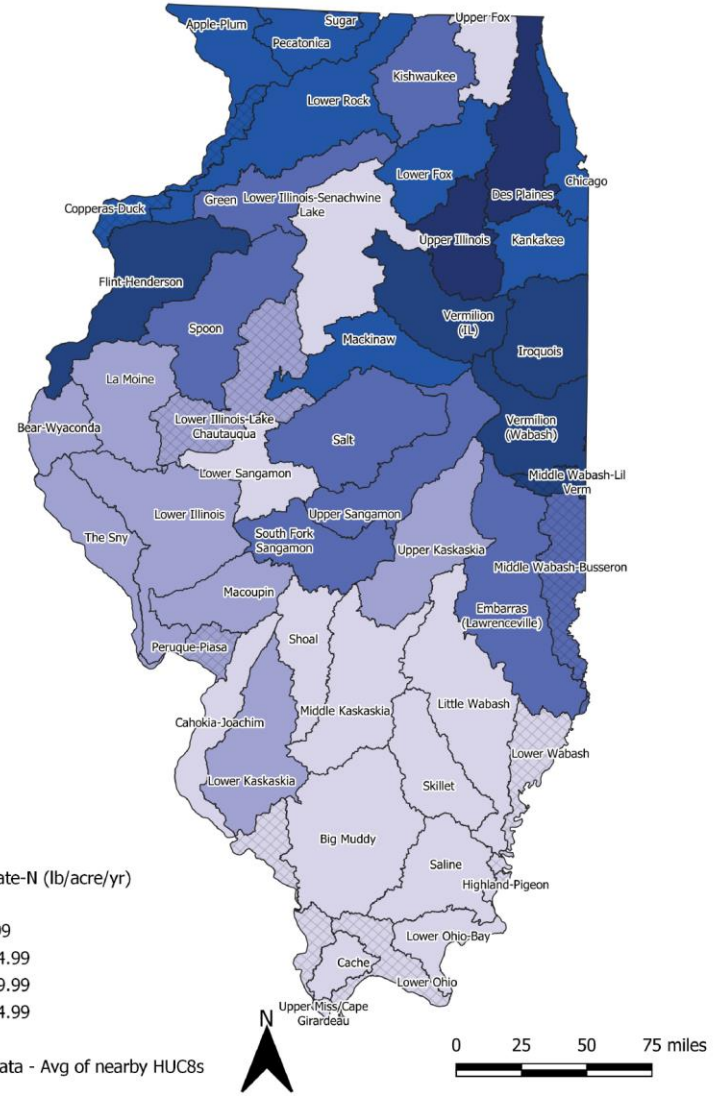 Upper Fox
Sugar
Apple-Plum
Pecatonica
Kishwaukee
Lower Rock
Lower Fox
Chicago
Des Plaines
Green
Lower Illinois-Senachwine
Lake
Copperas-Duck
Upper Illinois
Kankakee
Flint-Henderson
Vermilion
(IL)
Spoon
Mackinaw
Iroquois
La Moine
Lower Illinois-Lake
Chautauqua
Bear-Wyaconda
Vermilion
(Wabash)
Salt
Lower Sangamon
Middle Wabash-Lil
Verm
Lower Illinois
Upper Sangamon
The Sny
South Fork
Sangamon
Upper Kaskaskia
Middle Wabash-Busseron
Macoupin
Embarras
(Lawrenceville)
Peruque-Piasa
Shoal
Little Wabash
Middle Kaskaskia
Cahokia-Joachim
Lower Wabash
Lower Kaskaskia
Skillet
Big Muddy
Saline
Highland-Pigeon
Lower Ohio-Bay
Cache
Lower Ohio
Upper Miss/Cape
Girardeau
ate-N (lb/acre/yr)
99
4.99
9.99
4.99
ata - Avg of nearby HUC8s
N
0 25 50 75 miles